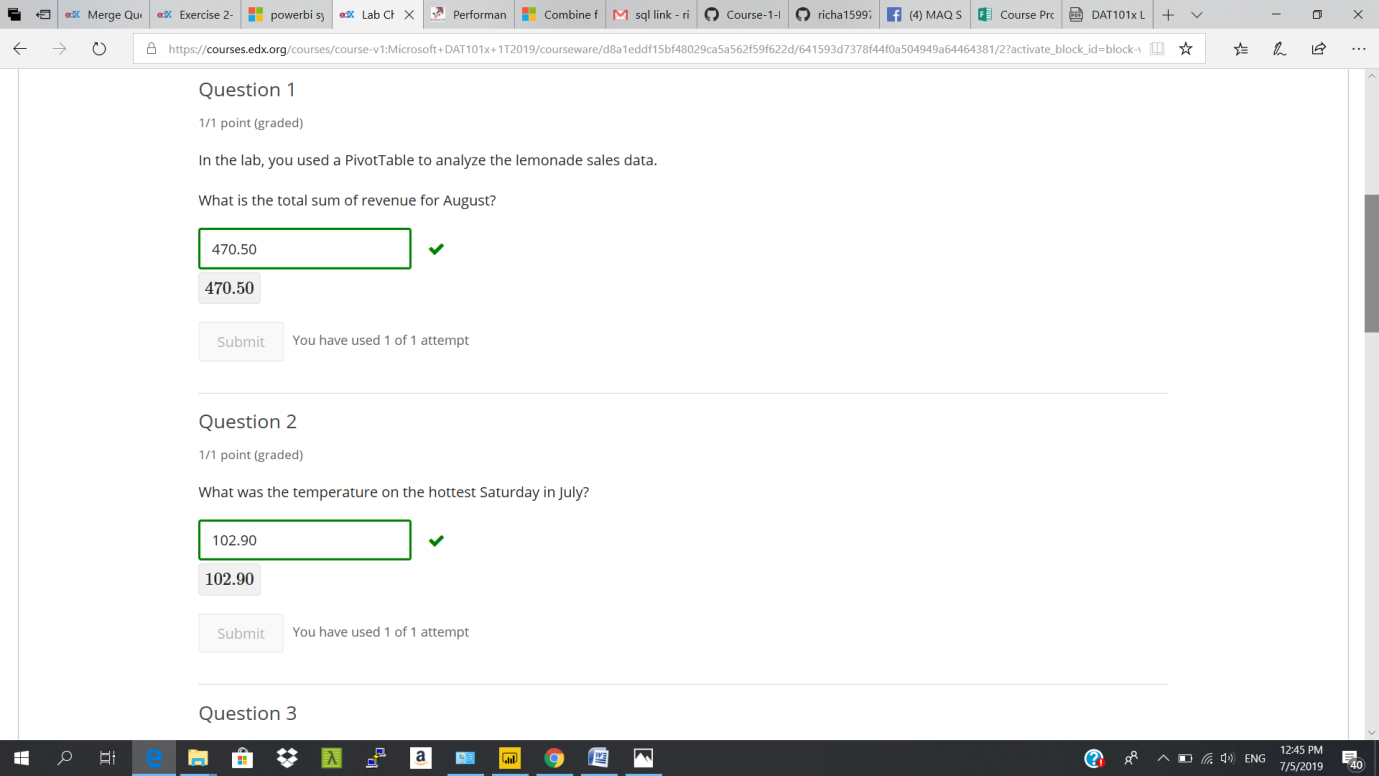 Merge Que
Exercise 2-
powerbi sy
Lab Ch
Performan
Combine f
sql link - ri
Course-1-I
richa15997
(4) MAQ S
Course Pro
DAT101x L
https://courses.edx.org/courses/course-v1:Microsoft+DAT101x+1T2019/courseware/d8a1eddf15bf48029ca5a562f59f622d/641593d7378f44f0a504949a64464381/2?activate_block_id=block-v
Question 1
1/1 point (graded)
In the lab, you used a PivotTable to analyze the lemonade sales data.
What is the total sum of revenue for August?
470.50
470.50
Submit You have used 1 of 1 attempt
Question 2
1/1 point (graded)
What was the temperature on the hottest Saturday in July?
102.90
102.90
Submit You have used 1 of 1 attempt
Question 3
ENG
12:45 PM
7/5/2019
40